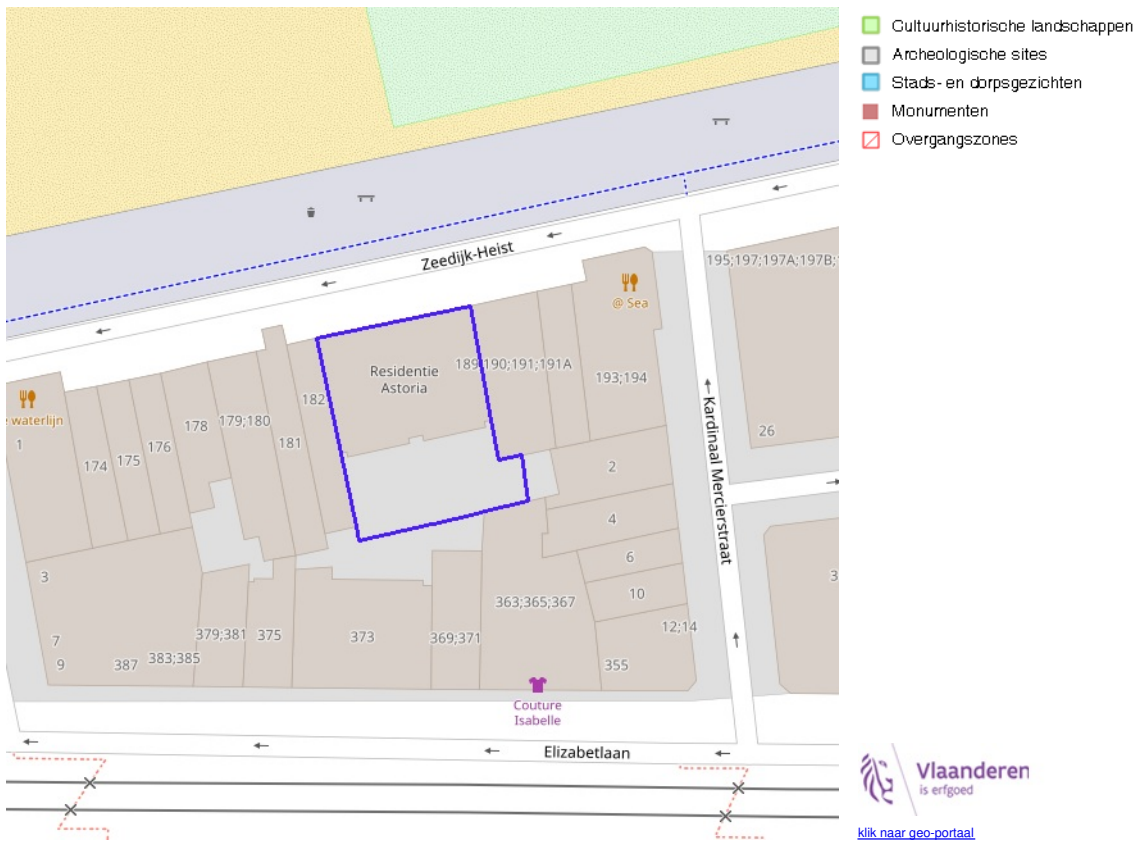 Cultuurhistorische landschappen
Archeologische sites
Stads- en dorpsgezichten
Monumenten
Overgangszones
Zeedijk-Heist
@ Sea
195;197;197A;197B;
Residentie
Astoria
189;190;191;191A
193;194
182
waterlijn
1
174
175
176
178
179;180
181
26
2
4
6
10
12;14
Kardinaal Mercierstraat
3
3
7
9
387
383;385
379;381
375
373
369;371
363;365;367
355
Couture
Isabelle
Elizabetlaan
Vlaanderen
is erfgoed
klik naar geo-portaal